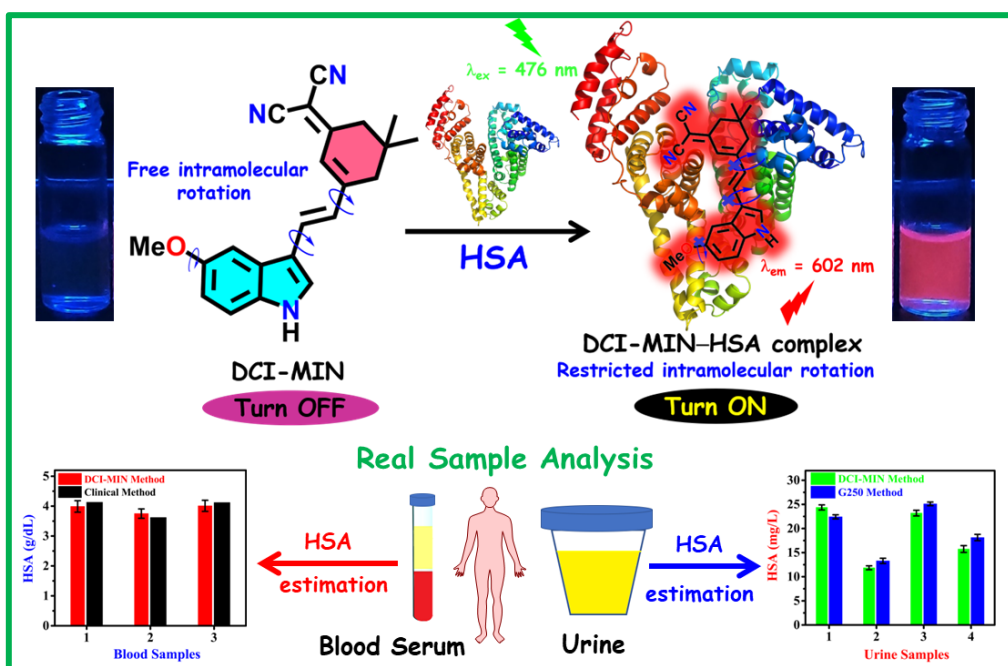 CN
NC
Free intramolecular
rotation
MeO
N
H
DCI-MIN
Turn OFF
λex = 476 nm
HSA
CN
NC
MeO
NH
λem = 602 nm
DCI-MIN–HSA complex
Restricted intramolecular rotation
Turn ON
Real Sample Analysis
DCI-MIN Method
Clinical Method
HSA (g/dL)
5
4
3
2
1
0
1 2 3
Blood Samples
HSA
estimation
Blood Serum
Urine
HSA
estimation
DCI-MIN Method
G250 Method
HSA (mg/L)
30
25
20
15
10
5
0
1 2 3 4
Urine Samples